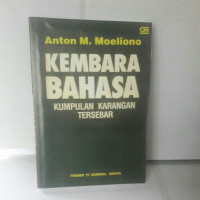 Anton M. Moeliono
KEMBARA
BAHASA
KUMPULAN KARANGAN
TERSEBAR